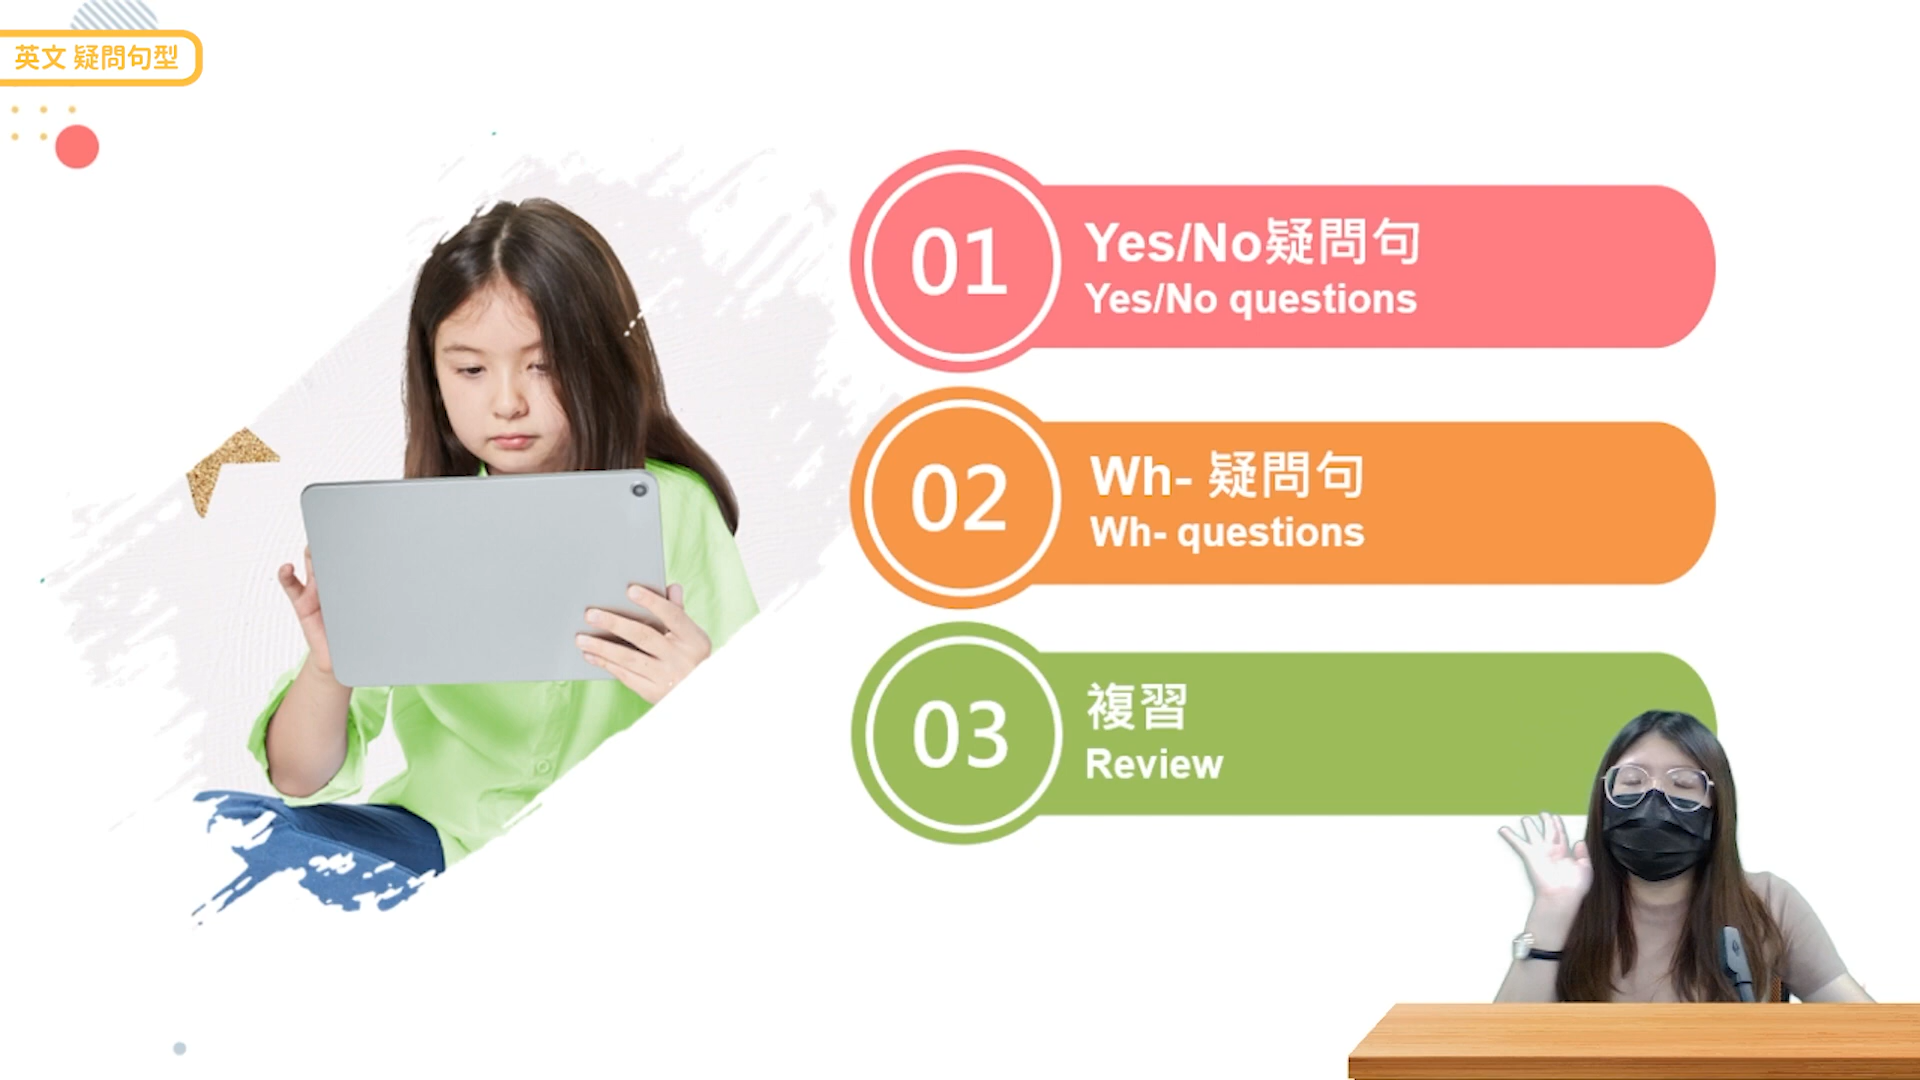 英文 疑問句型
01
Yes/No疑問句
Yes/No questions
02
Wh- 疑問句
Wh- questions
03
複習
Review